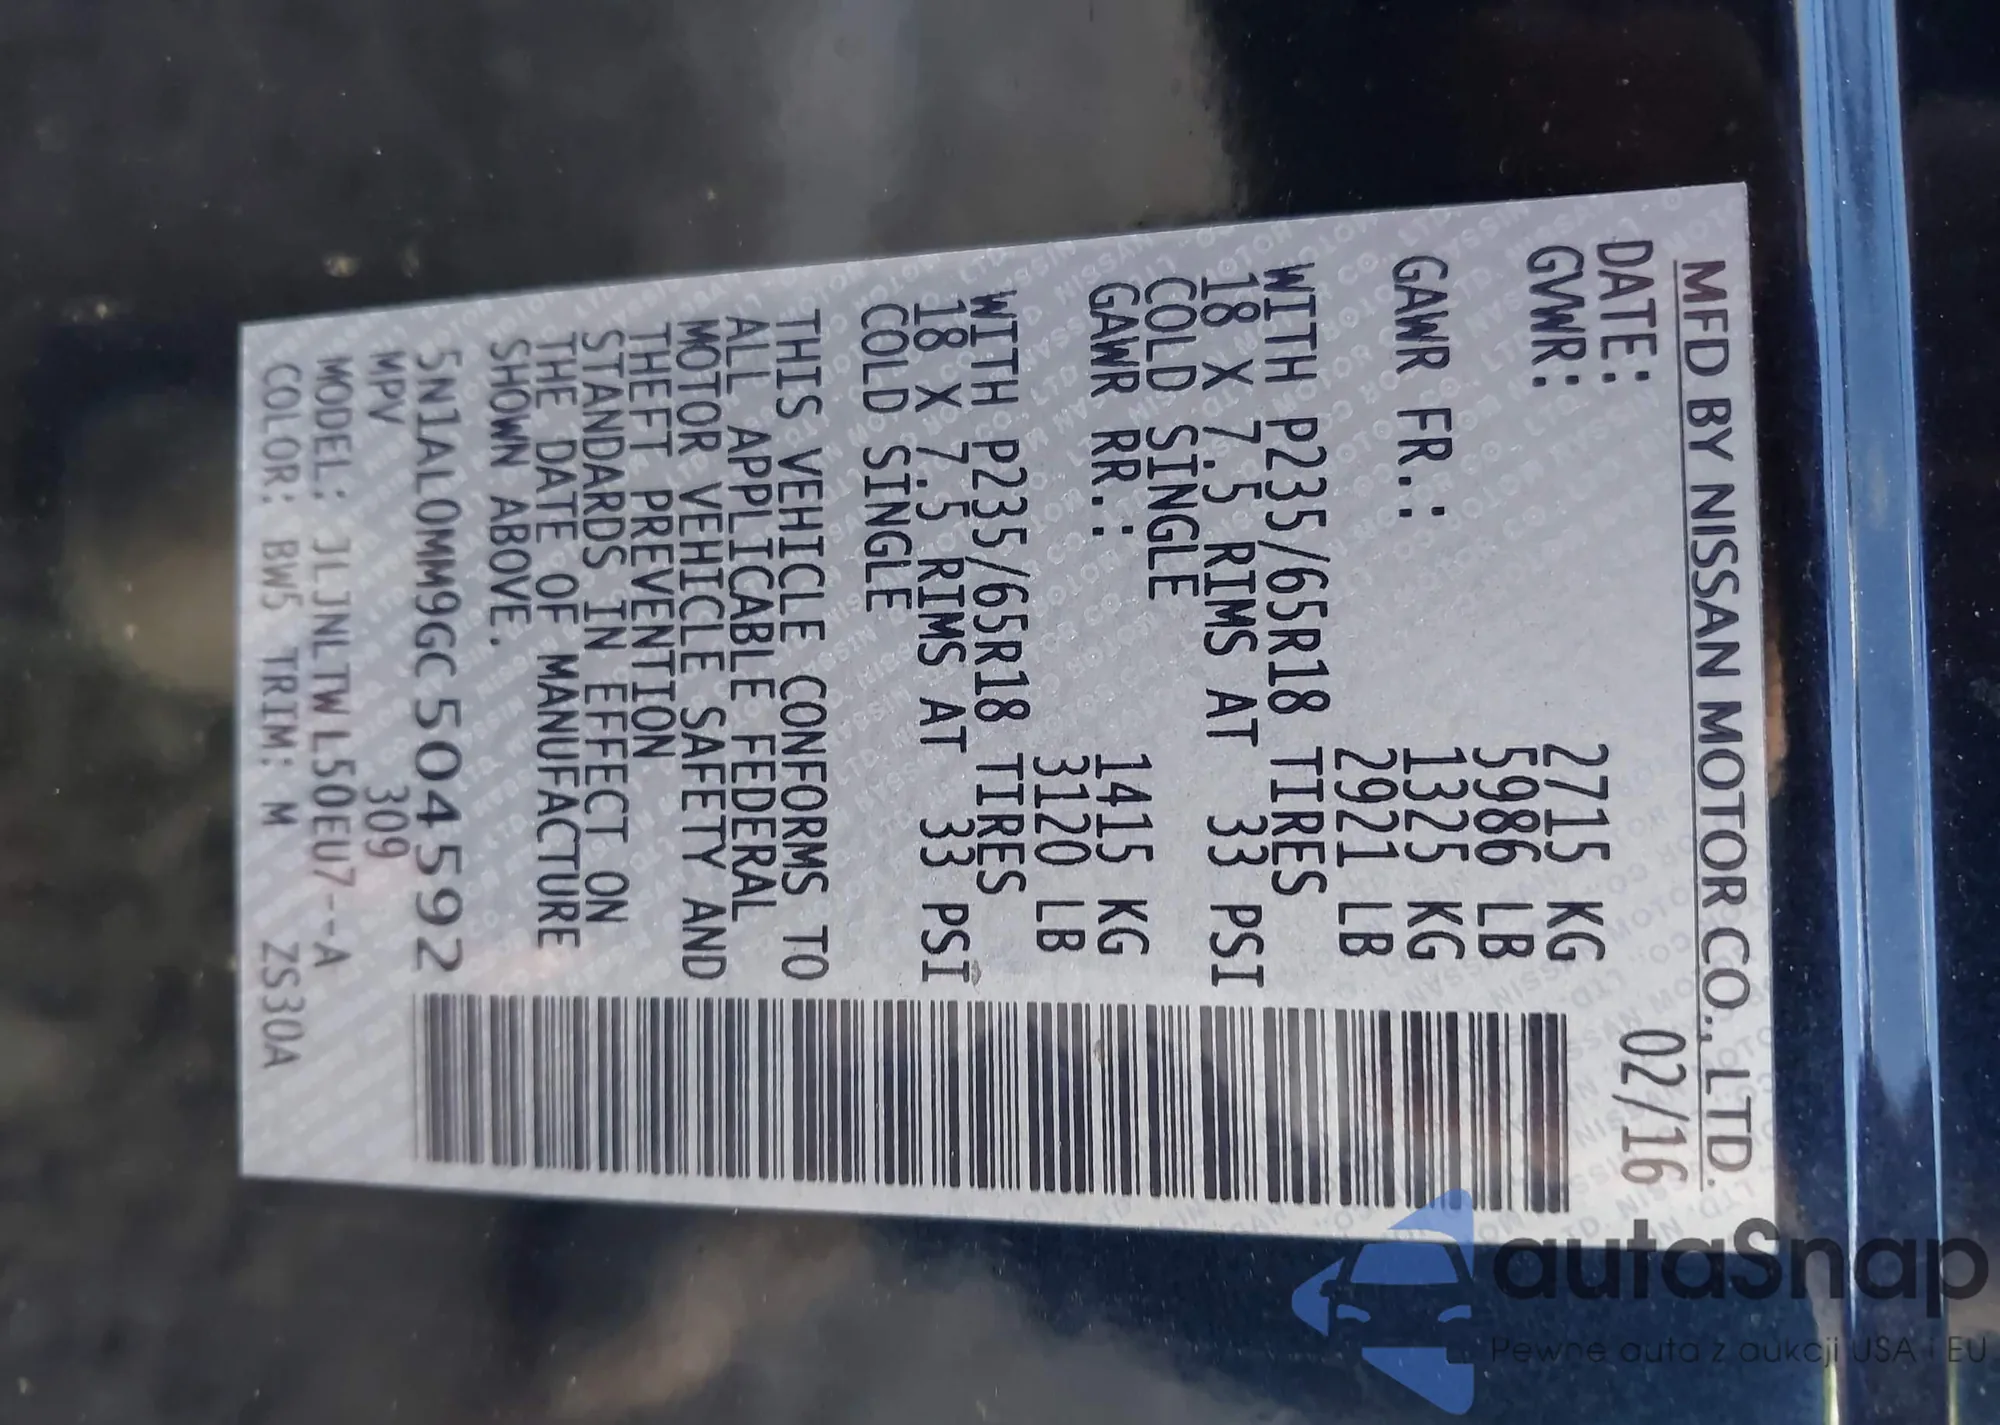 MFD BY NISSAN MOTOR CO., LTD.
DATE: 02/16
GVWR: 2715 KG
5986 LB
GAWR FR.: 1325 KG
2921 LB
WITH P235/65R18 TIRES
18 X 7.5 RIMS AT 33 PSI
COLD SINGLE
GAWR RR.: 1415 KG
3120 LB
WITH P235/65R18 TIRES
18 X 7.5 RIMS AT 33 PSI
COLD SINGLE
THIS VEHICLE CONFORMS TO
ALL APPLICABLE FEDERAL
MOTOR VEHICLE SAFETY AND
THEFT PREVENTION
STANDARDS IN EFFECT ON
THE DATE OF MANUFACTURE
SHOWN ABOVE.
5N1AL0MM9GC504592
MPV 309
MODEL: JLJNLTWL50EU7--A
COLOR: BW5 TRIM: M ZS30A
autaSnap
Pewne auta z aukcji USA i EU